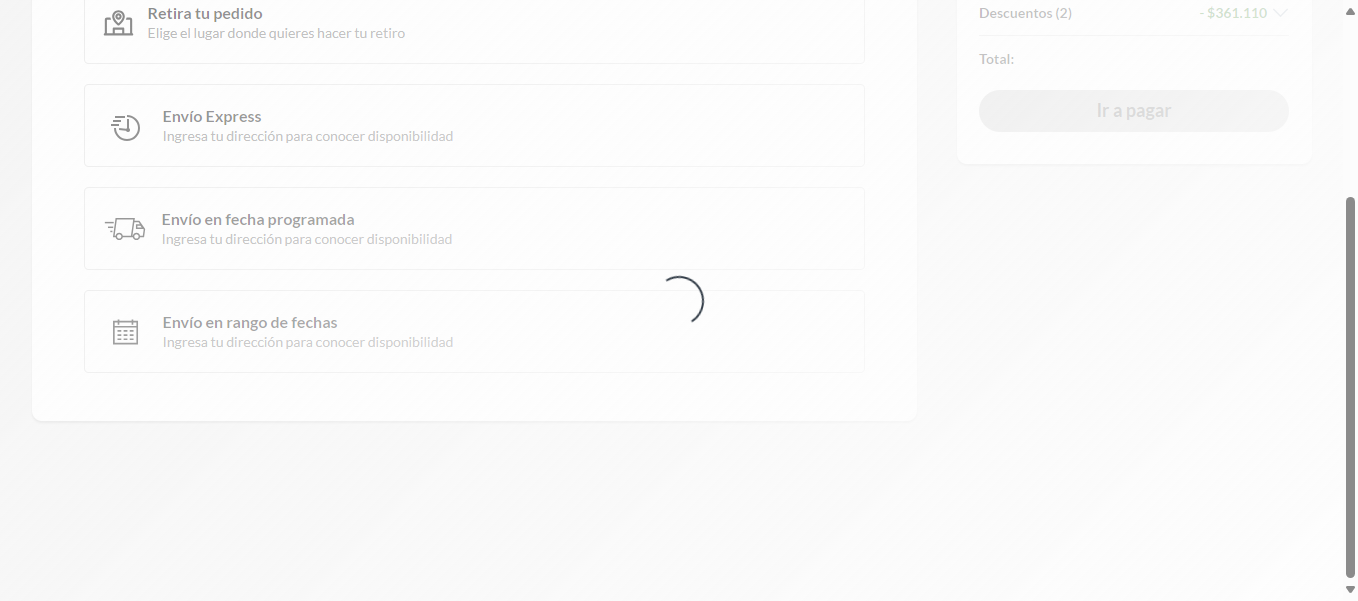 Retira tu pedido
Elige el lugar donde quieres hacer tu retiro
Envío Express
Ingresa tu dirección para conocer disponibilidad
Envío en fecha programada
Ingresa tu dirección para conocer disponibilidad
Envío en rango de fechas
Ingresa tu dirección para conocer disponibilidad
Descuentos (2) - $361.110
Total:
Ir a pagar